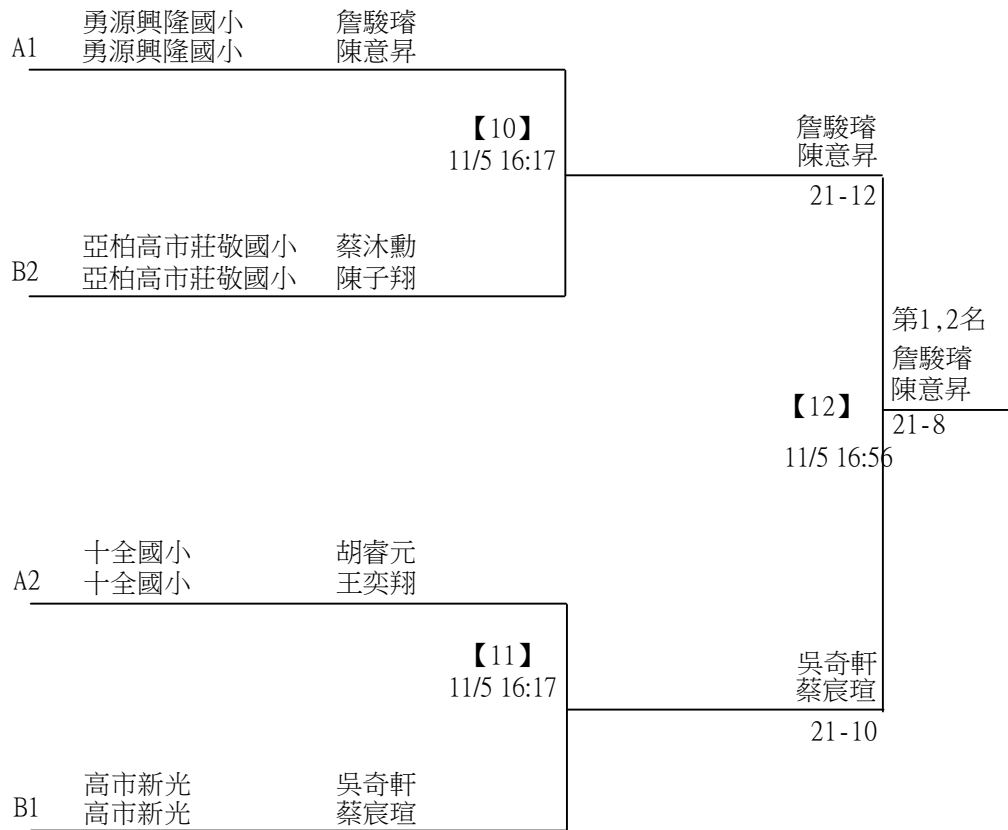 勇源興隆國小 詹駿璿
A1 勇源興隆國小 陳意昇
【10】
11/5 16:17
詹駿璿
陳意昇
21-12
亞柏高市莊敬國小 蔡沐勳
B2 亞柏高市莊敬國小 陳子翔
第1,2名
詹駿璿
陳意昇
【12】
21-8
11/5 16:56
十全國小 胡睿元
A2 十全國小 王奕翔
【11】
11/5 16:17
吳奇軒
蔡宸瑄
21-10
高市新光 吳奇軒
B1 高市新光 蔡宸瑄